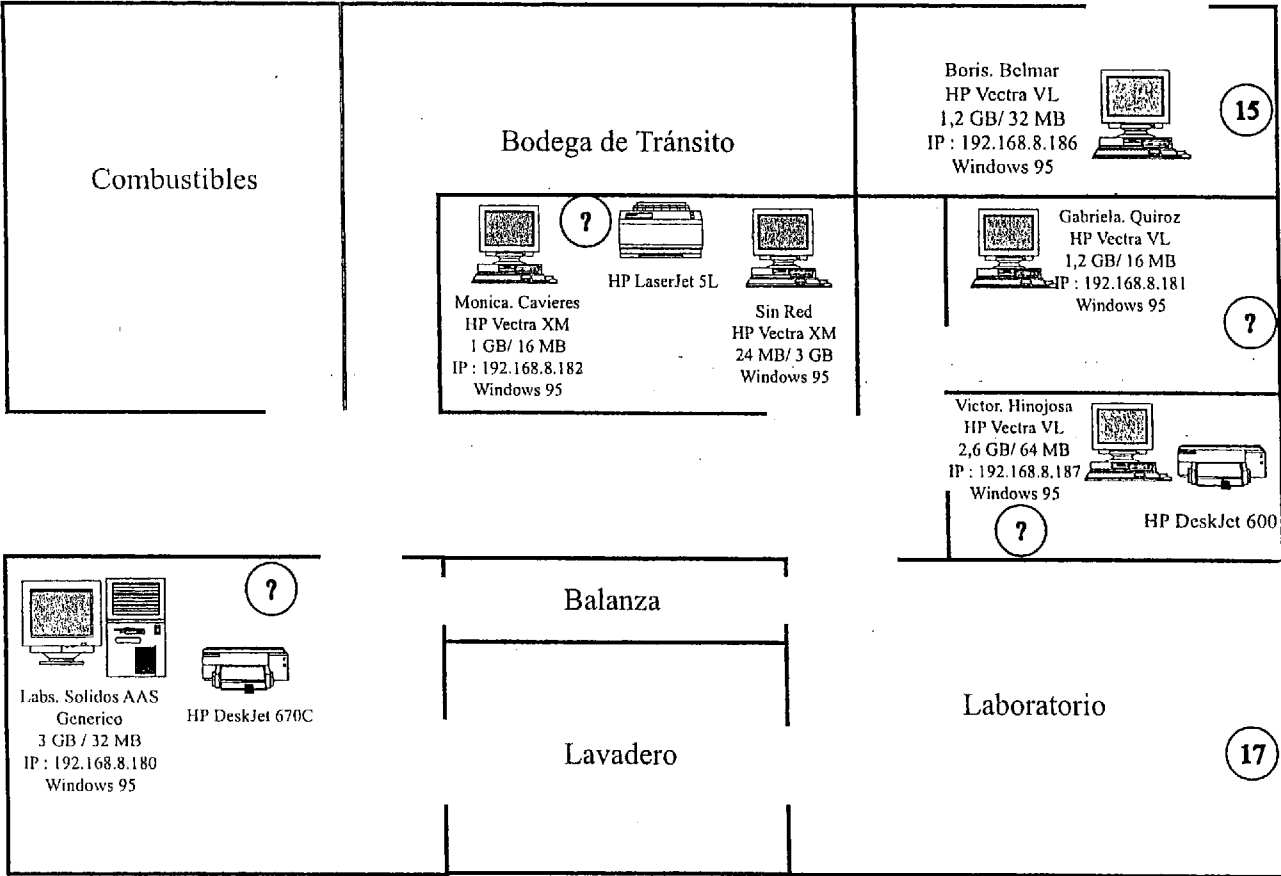 Combustibles
Bodega de Tránsito
Boris. Belmar
HP Vectra VL
1,2 GB/ 32 MB
IP : 192.168.8.186
Windows 95
15
?
HP LaserJet 5L
Monica. Cavieres
HP Vectra XM
1 GB/ 16 MB
IP : 192.168.8.182
Windows 95
Sin Red
HP Vectra XM
24 MB/ 3 GB
Windows 95
Gabriela. Quiroz
HP Vectra VL
1,2 GB/ 16 MB
IP : 192.168.8.181
Windows 95
?
Victor. Hinojosa
HP Vectra VL
2,6 GB/ 64 MB
IP : 192.168.8.187
Windows 95
?
HP DeskJet 600
?
Labs. Solidos AAS
Generico
3 GB / 32 MB
IP : 192.168.8.180
Windows 95
HP DeskJet 670C
Balanza
Lavadero
Laboratorio
17